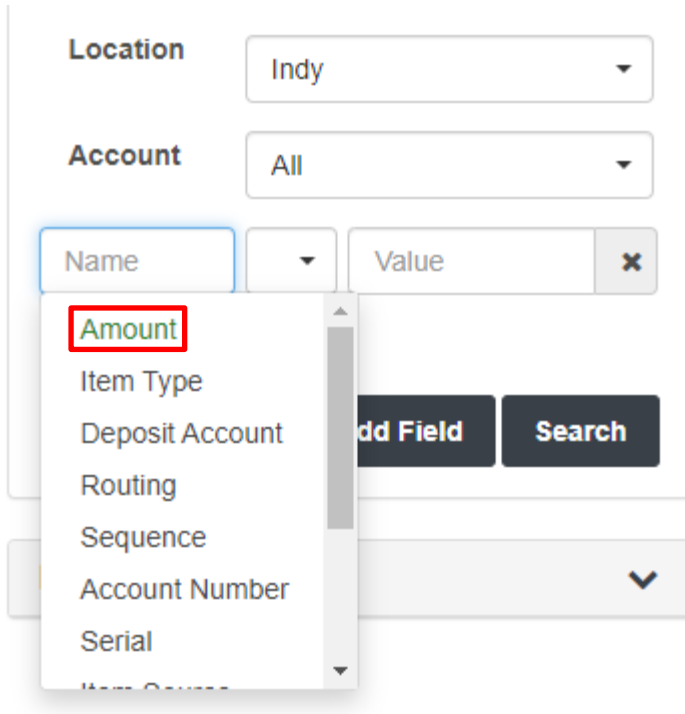 Location
Indy
Account
All
Name
Value
Amount
Item Type
Deposit Account
dd Field
Search
Routing
Sequence
Account Number
Serial